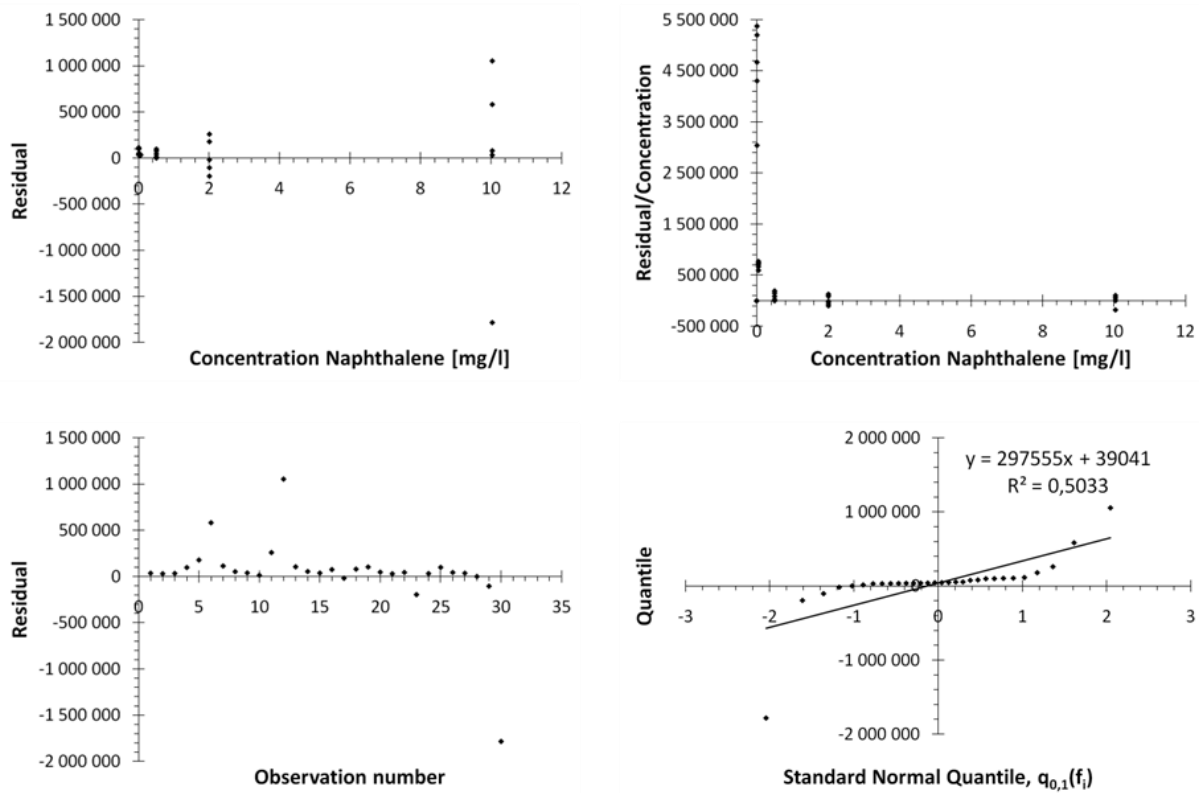 1 500 000
1 000 000
500 000
0
-500 000
-1 000 000
-1 500 000
-2 000 000
0 2 4 6 8 10 12
Residual
Concentration Naphthalene [mg/l]
5 500 000
4 500 000
3 500 000
2 500 000
1 500 000
500 000
-500 000
0 2 4 6 8 10 12
Residual/Concentration
Concentration Naphthalene [mg/l]
1 500 000
1 000 000
500 000
0
-500 000
-1 000 000
-1 500 000
-2 000 000
0 5 10 15 20 25 30 35
Residual
Observation number
2 000 000
1 000 000
0
-1 000 000
-2 000 000
-3 -2 -1 0 1 2 3
y = 297555x + 39041
R² = 0,5033
Quantile
Standard Normal Quantile, q0,1(fi)